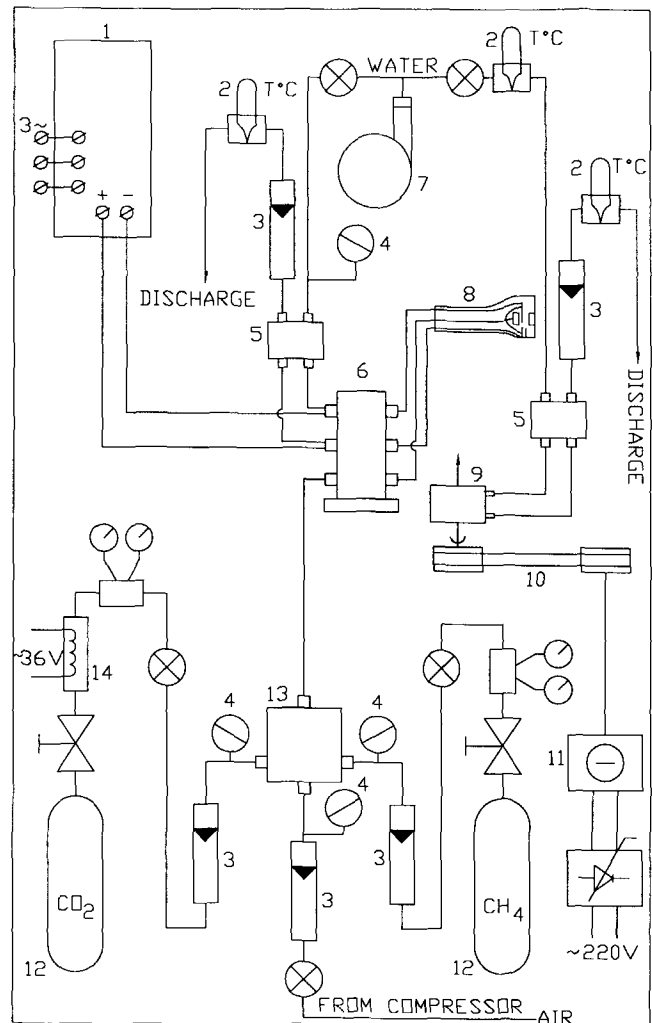 1
3~
+ −
2 T°C
WATER
2 T°C
7
3
4
DISCHARGE
5
6
8
2 T°C
3
5
DISCHARGE
9
10
~36V
14
4
13
4
4
3
3
3
11
~220V
CO₂
12
CH₄
12
FROM COMPRESSOR
AIR